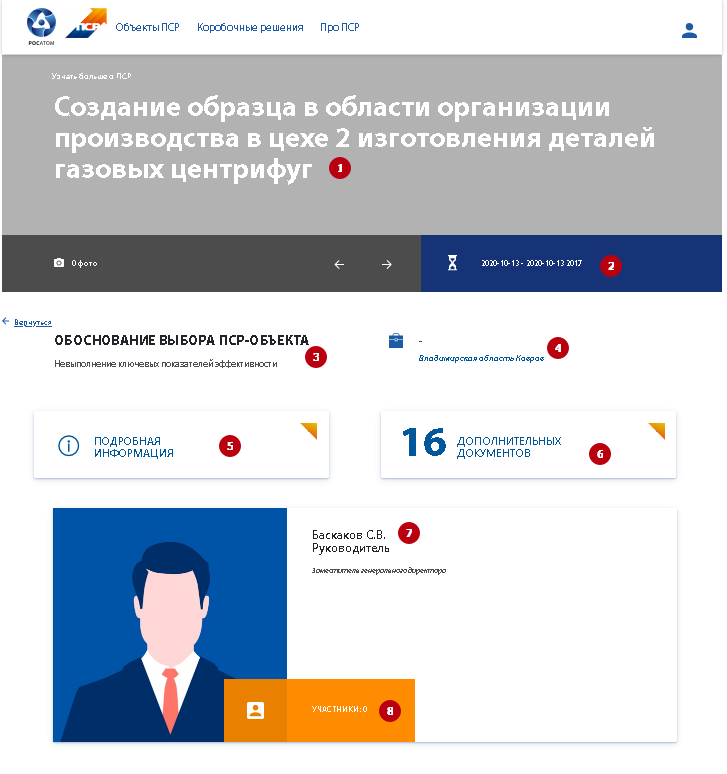 РОСАТОМ
ПСР
Объекты ПСР
Коробочные решения
Про ПСР
Узнать больше о ПСР
Создание образца в области организации
производства в цехе 2 изготовления деталей
газовых центрифуг
1
0 фото
2020-10-13 - 2020-10-13 2017
2
Вернуться
ОБОСНОВАНИЕ ВЫБОРА ПСР-ОБЪЕКТА
3
Невыполнение ключевых показателей эффективности
-
4
Владимирская область Ковров
ПОДРОБНАЯ
ИНФОРМАЦИЯ
5
16
ДОПОЛНИТЕЛЬНЫХ
ДОКУМЕНТОВ
6
Баскаков С.В.
7
Руководитель
Заместитель генерального директора
УЧАСТНИКИ: 0
8